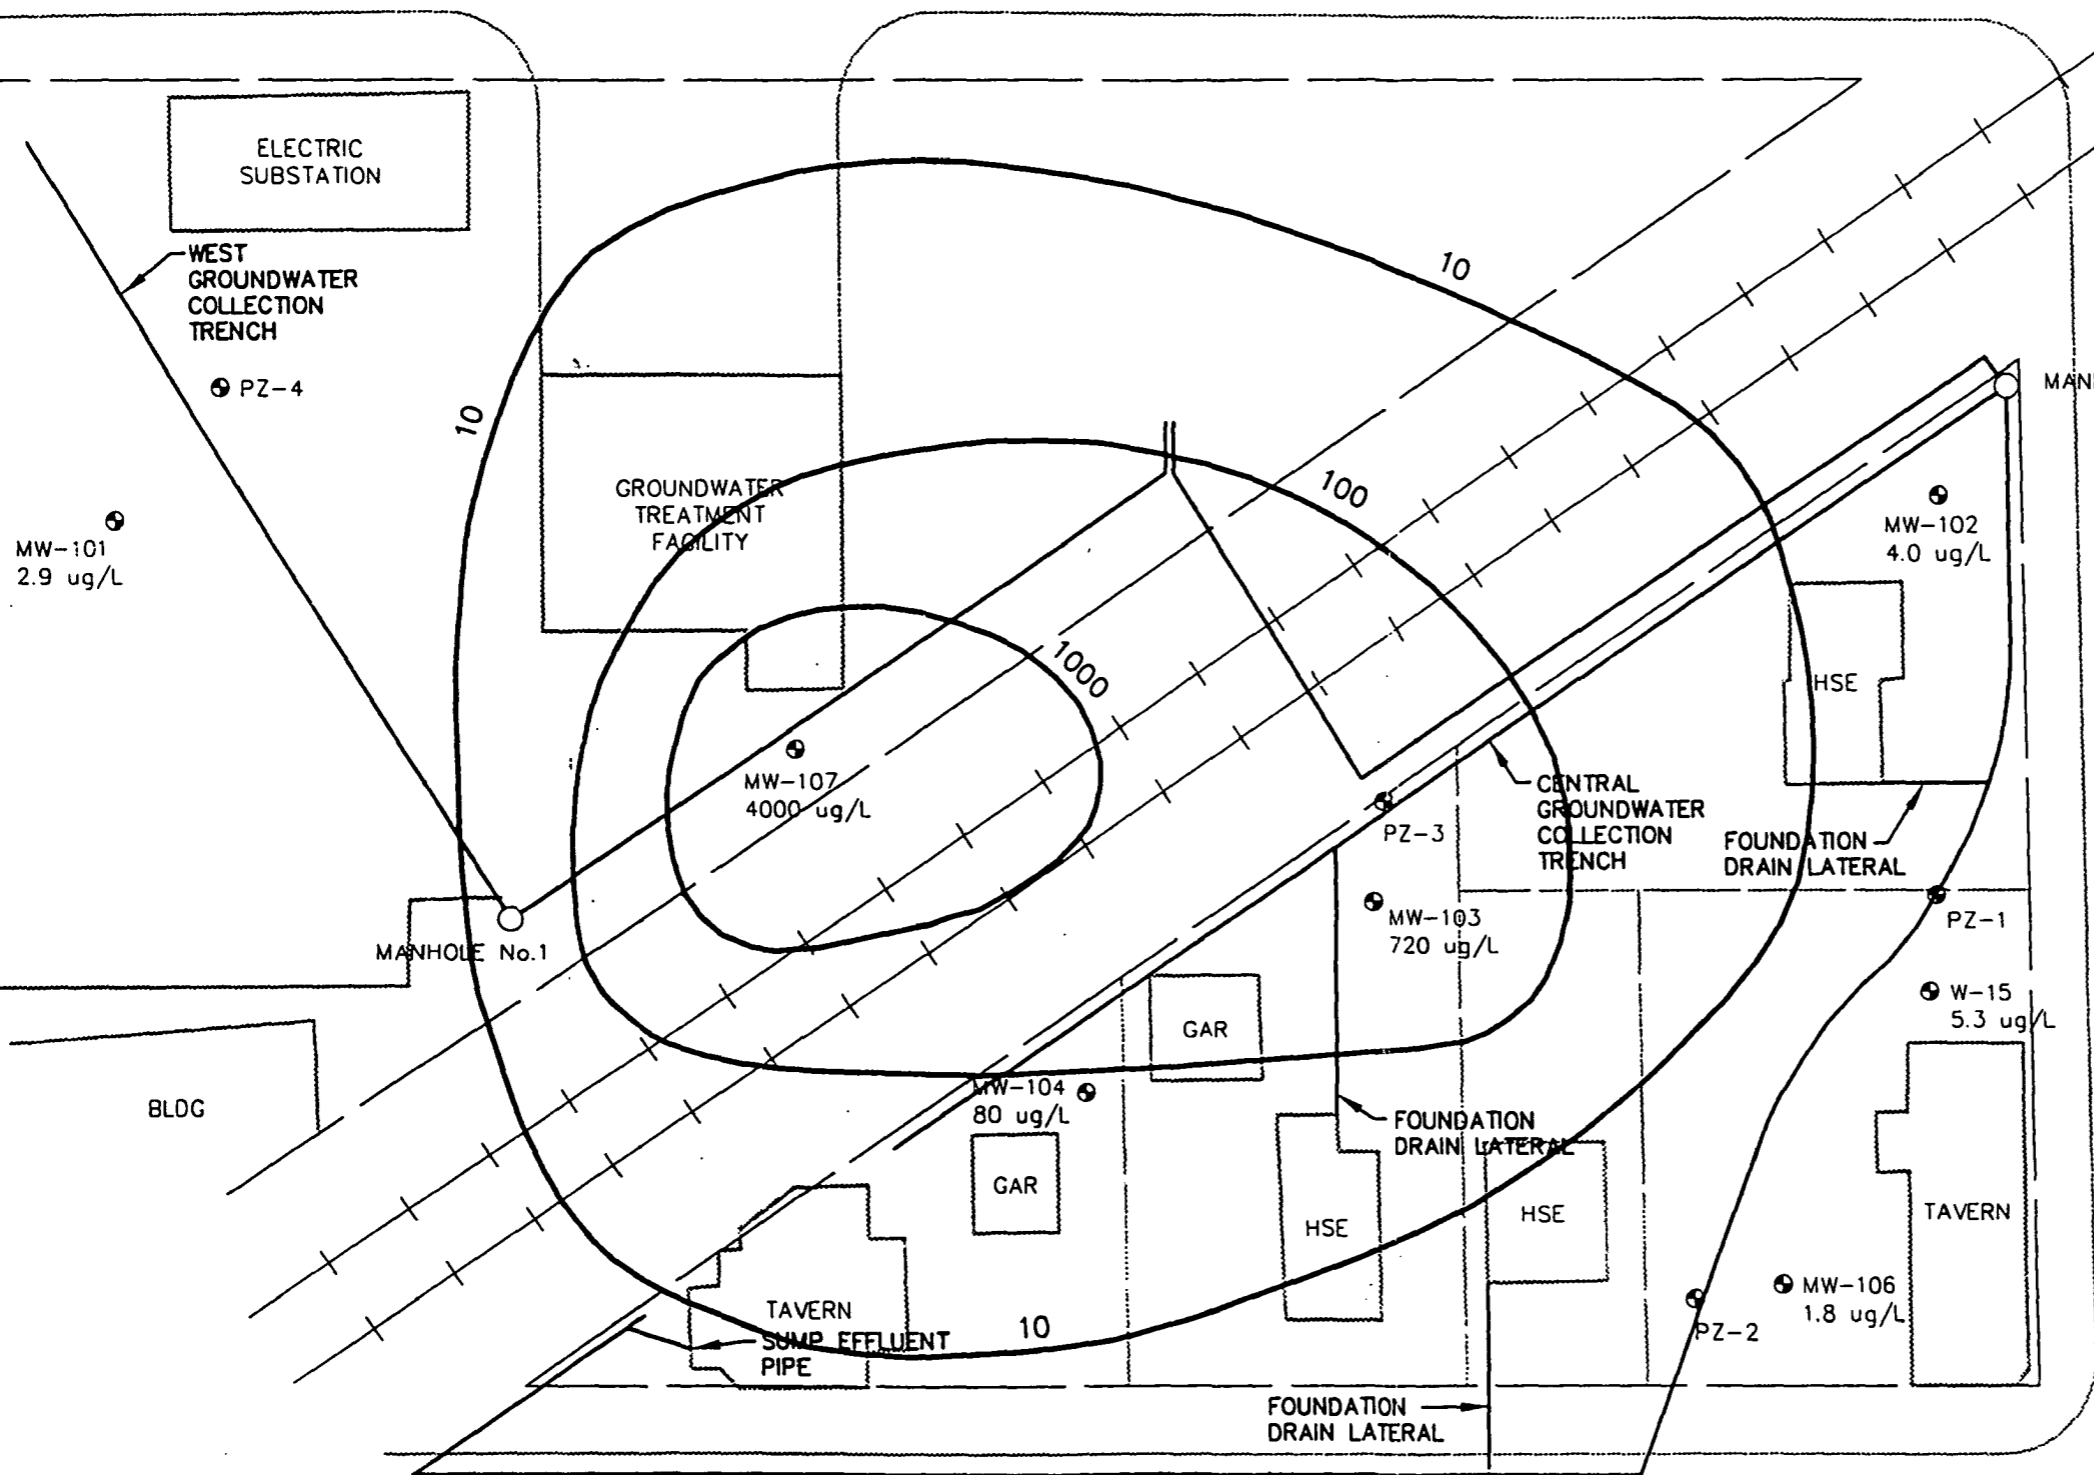 ELECTRIC
SUBSTATION
WEST
GROUNDWATER
COLLECTION
TRENCH
PZ-4
10
10
MAN
GROUNDWATER
TREATMENT
FACILITY
100
MW-101
2.9 ug/L
MW-102
4.0 ug/L
1000
HSE
MW-107
4000 ug/L
PZ-3
CENTRAL
GROUNDWATER
COLLECTION
TRENCH
FOUNDATION
DRAIN LATERAL
MW-103
720 ug/L
PZ-1
MANHOLE No.1
W-15
5.3 ug/L
GAR
BLDG
MW-104
80 ug/L
FOUNDATION
DRAIN LATERAL
GAR
HSE
HSE
TAVERN
TAVERN
SUMP EFFLUENT
PIPE
10
MW-106
1.8 ug/L
PZ-2
FOUNDATION
DRAIN LATERAL